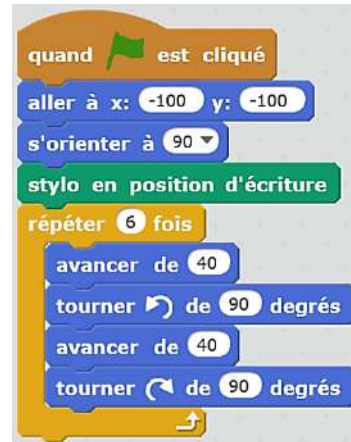 quand est cliqué
aller à x: -100 y: -100
s'orienter à 90
stylo en position d'écriture
répéter 6 fois
avancer de 40
tourner de 90 degrés
avancer de 40
tourner de 90 degrés